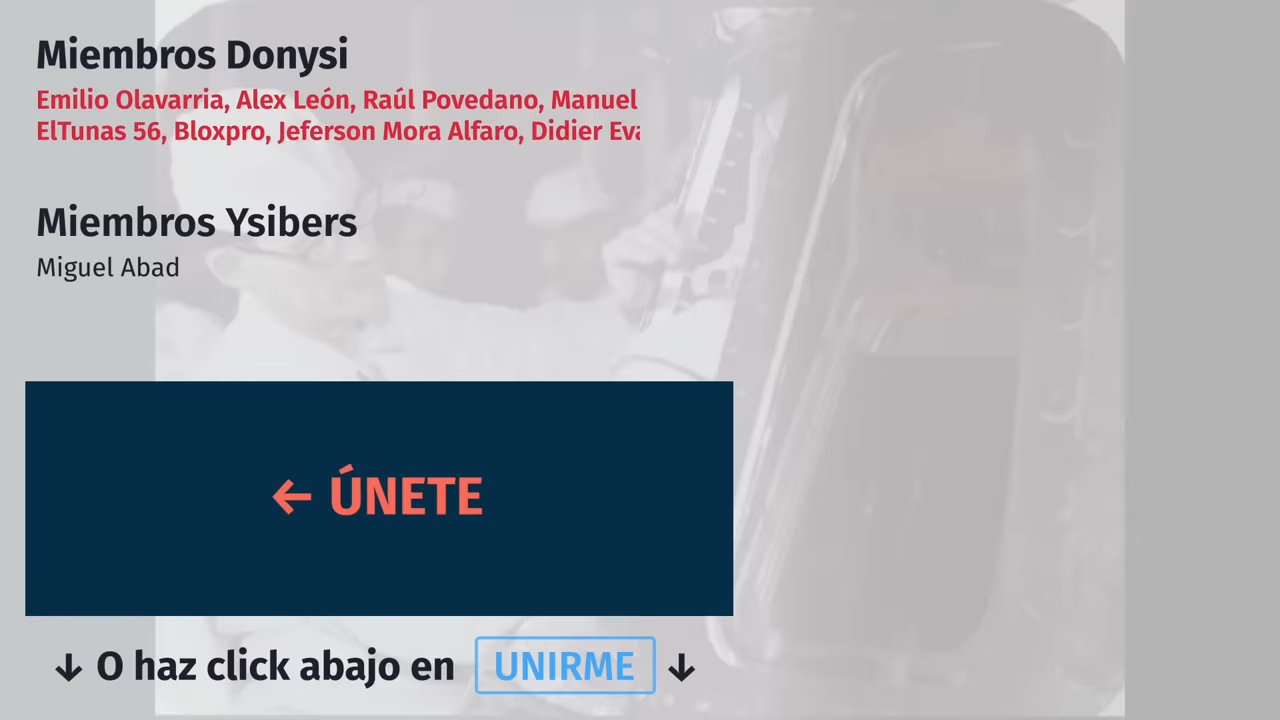 Miembros Donysi
Emilio Olavarria, Alex León, Raúl Povedano, Manuel
ElTunas 56, Bloxpro, Jeferson Mora Alfaro, Didier
Miembros Ysibers
Miguel Abad
← ÚNETE
↓ O haz click abajo en UNIRME ↓